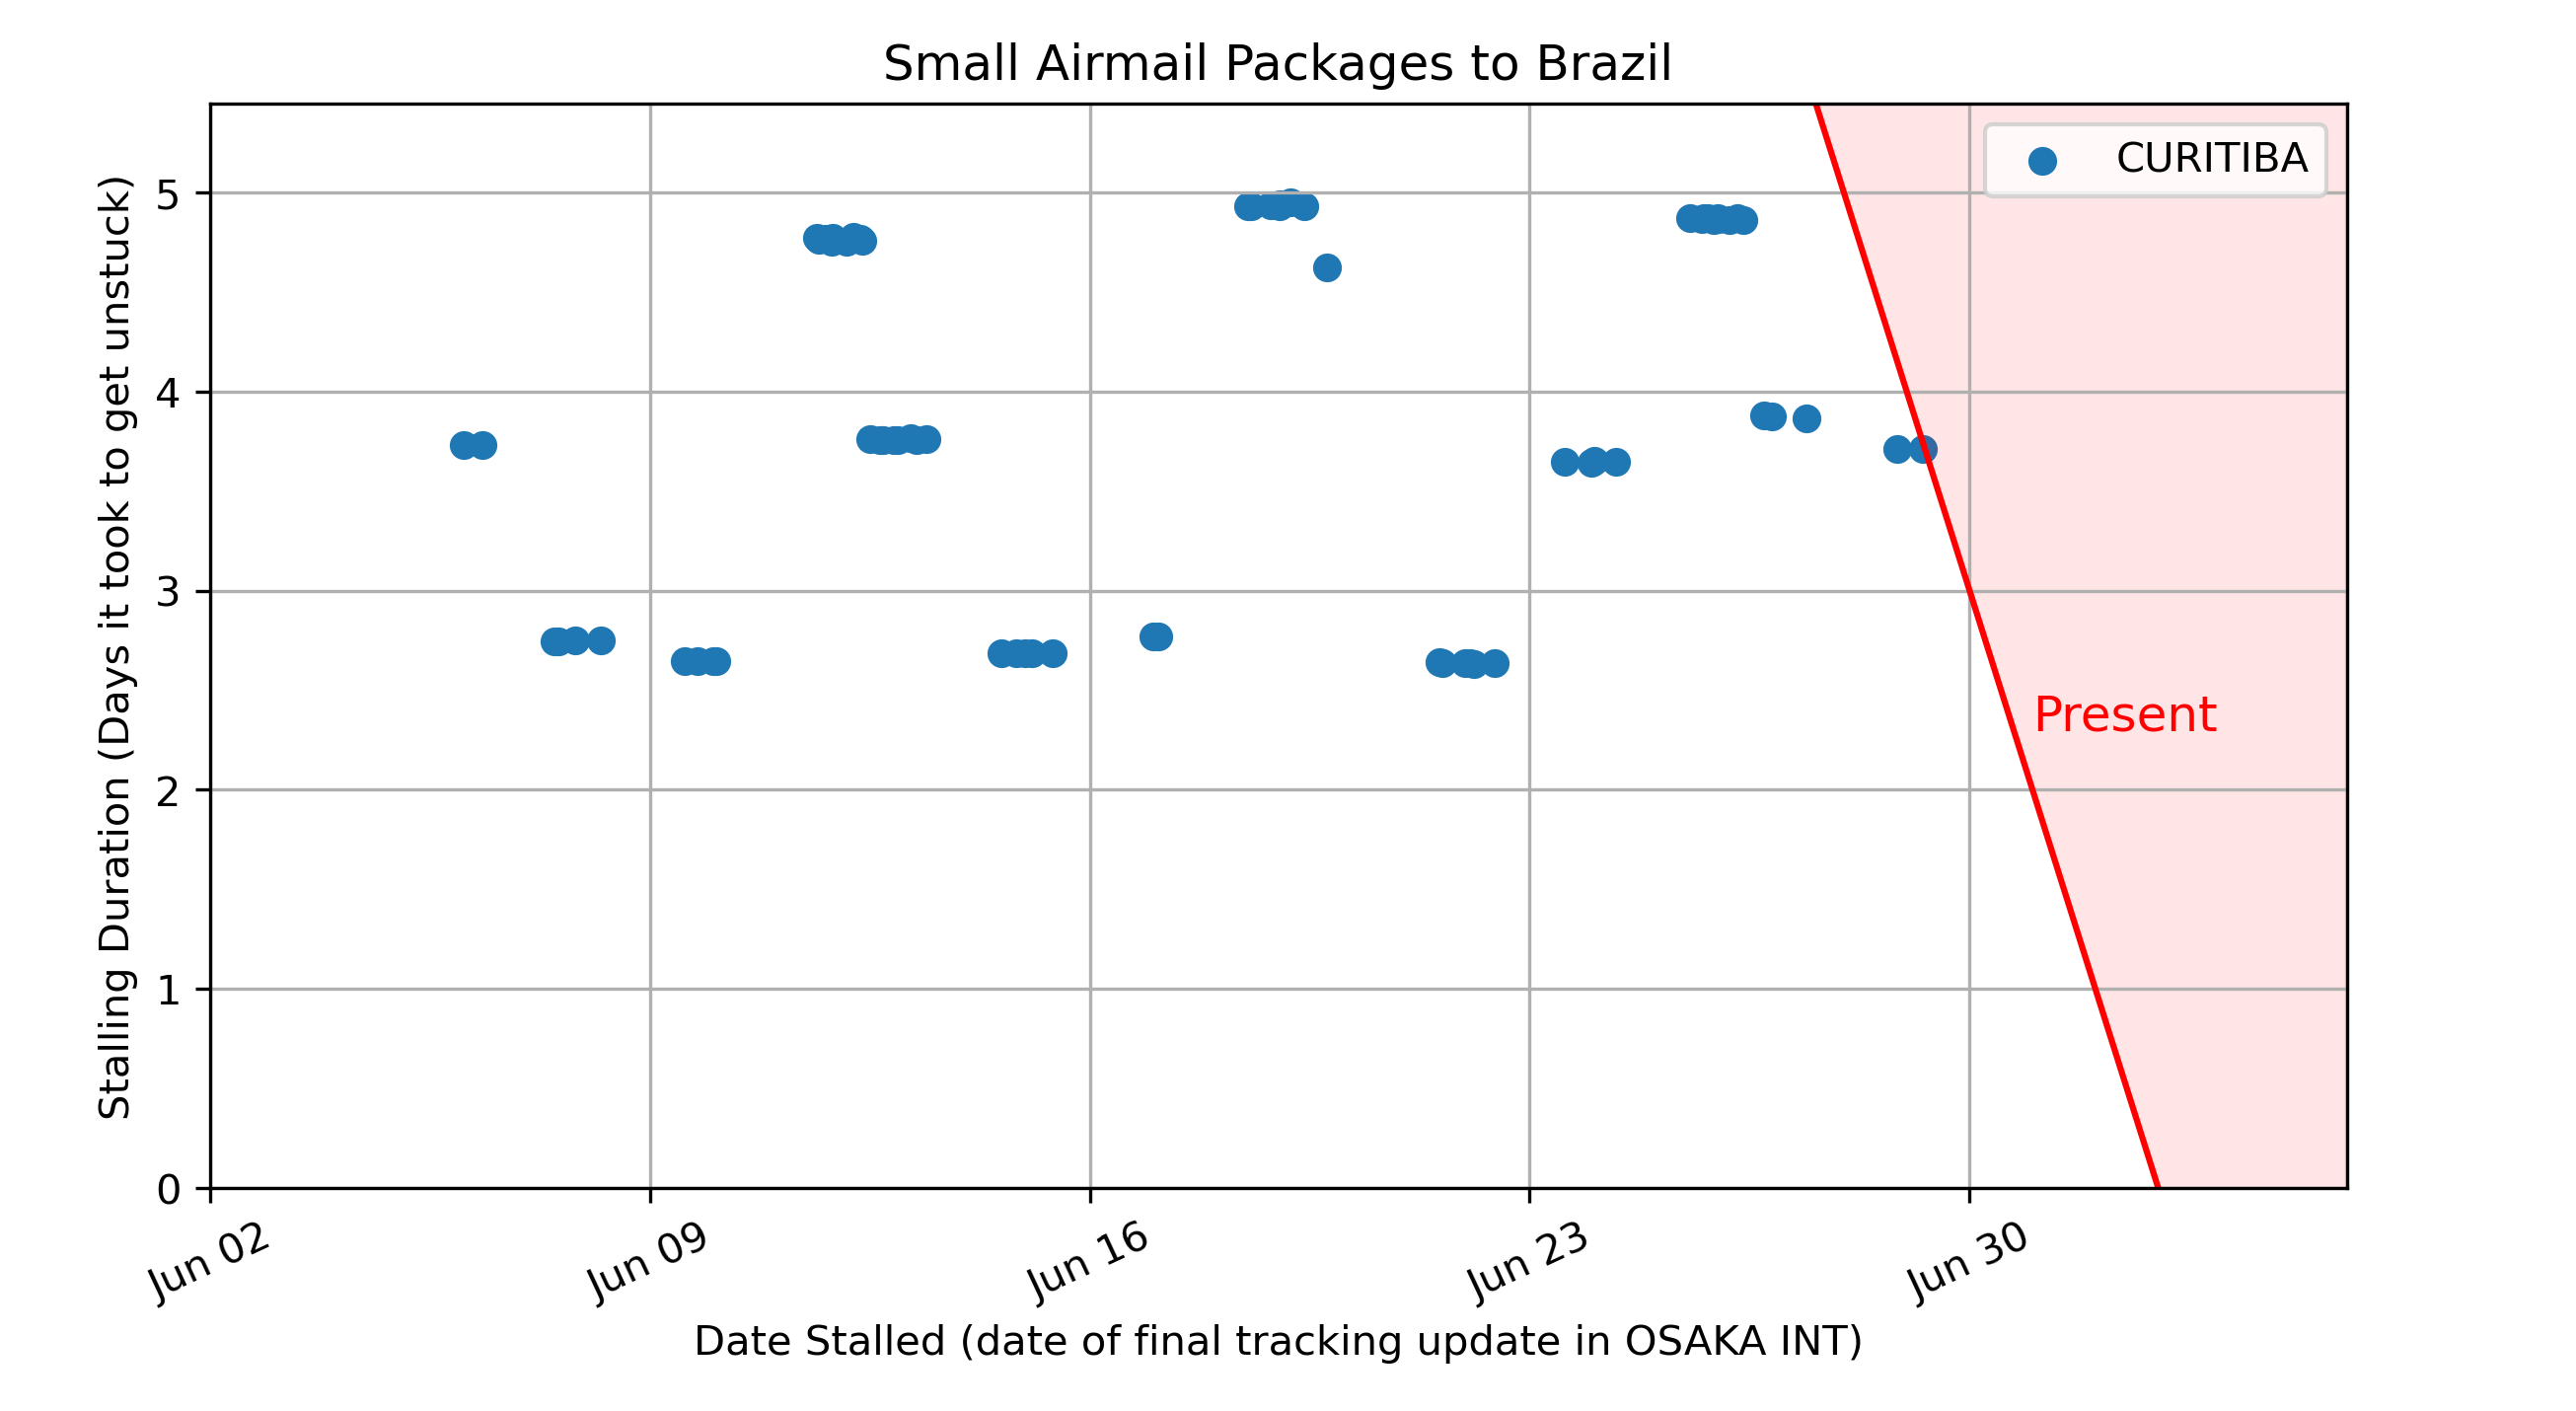 Small Airmail Packages to Brazil
CURITIBA
5
4
3
2
1
0
Stalling Duration (Days it took to get unstuck)
Present
Jun 02
Jun 09
Jun 16
Jun 23
Jun 30
Date Stalled (date of final tracking update in OSAKA INT)